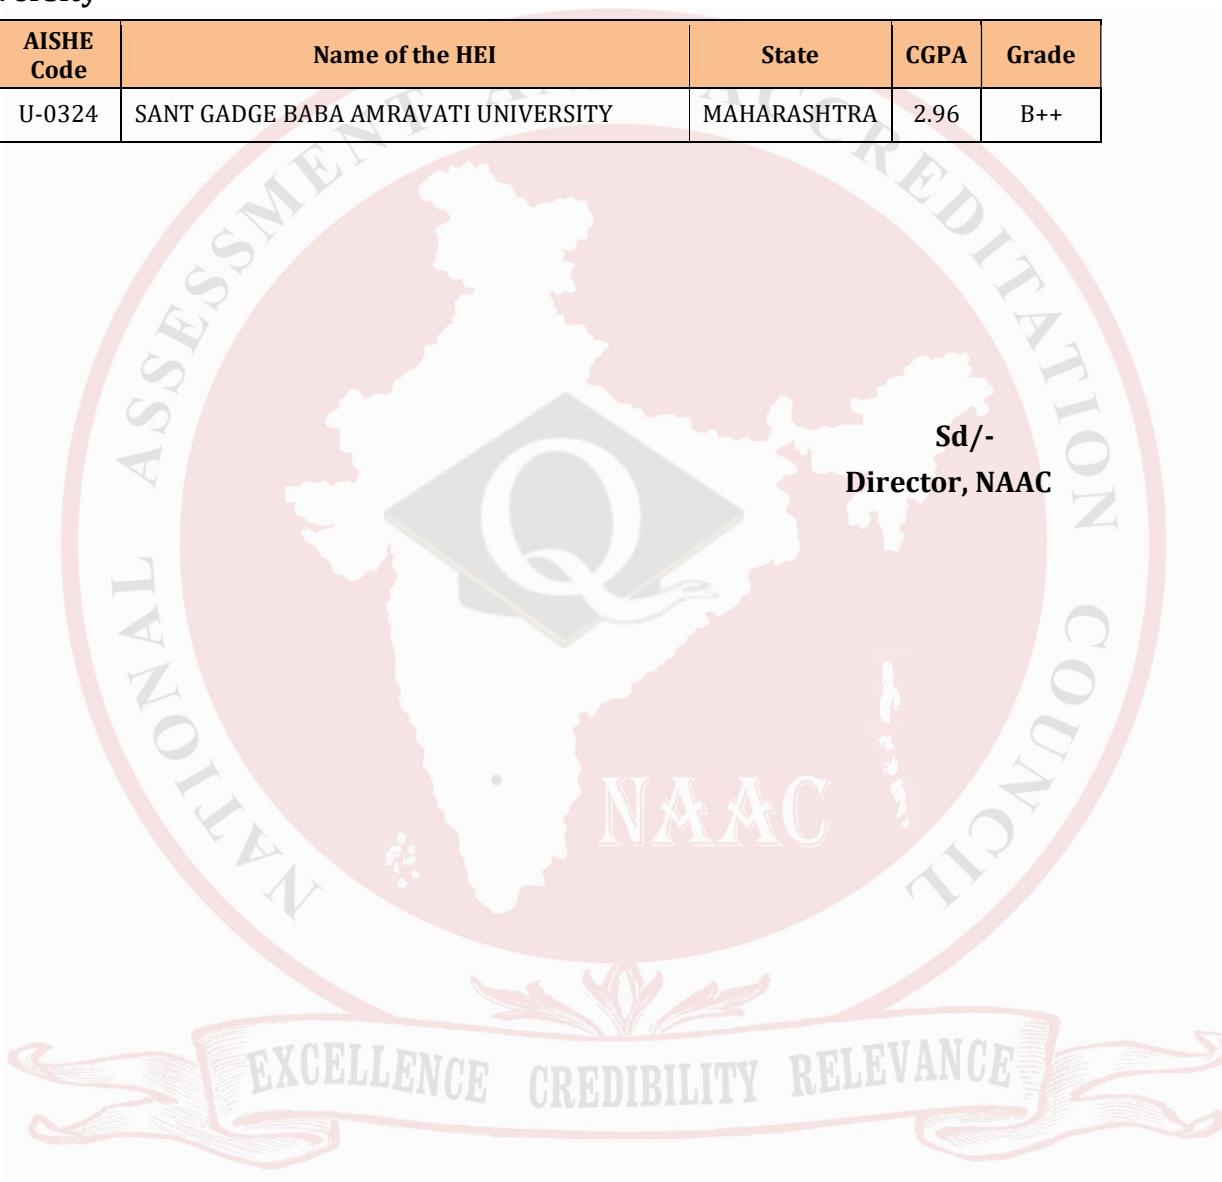 AISHE Code Name of the HEI State CGPA Grade
U-0324 SANT GADGE BABA AMRAVATI UNIVERSITY MAHARASHTRA 2.96 B++
Sd/-
Director, NAAC
NATIONAL ASSESSMENT AND ACCREDITATION COUNCIL
NAAC
EXCELLENCE CREDIBILITY RELEVANCE